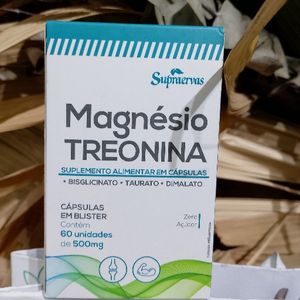 Supraervas
Magnésio
TREONINA
SUPLEMENTO ALIMENTAR EM CÁPSULAS
• BISGLICINATO • TAURATO • DIMALATO
CÁPSULAS
EM BLISTER
Contém
60 unidades
de 500mg
Zero
Açúcar